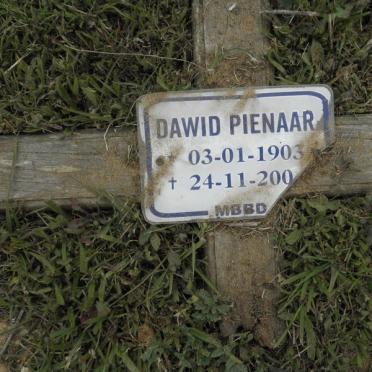 DAWID PIENAAR
* 03-01-1903
† 24-11-200
MBBD